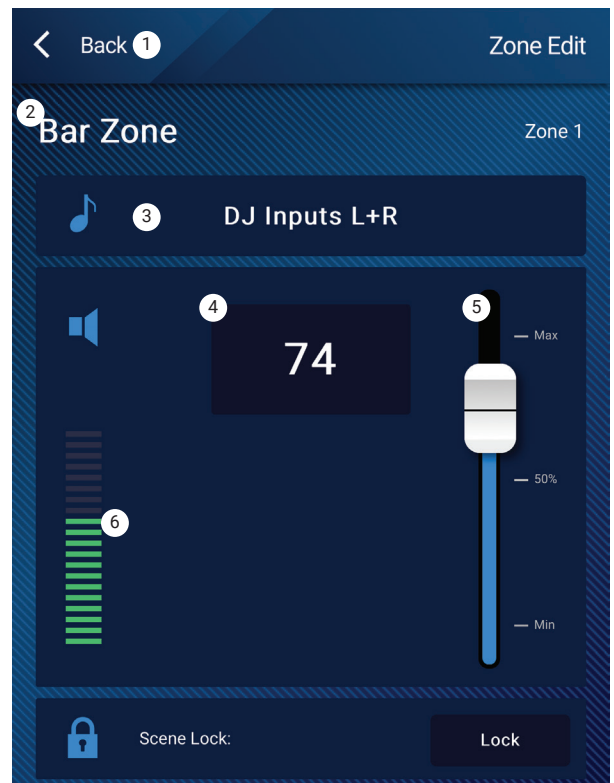 Back 1 Zone Edit
2
Bar Zone Zone 1
3 DJ Inputs L+R
4 5
Max
74
50%
6
Min
Scene Lock: Lock